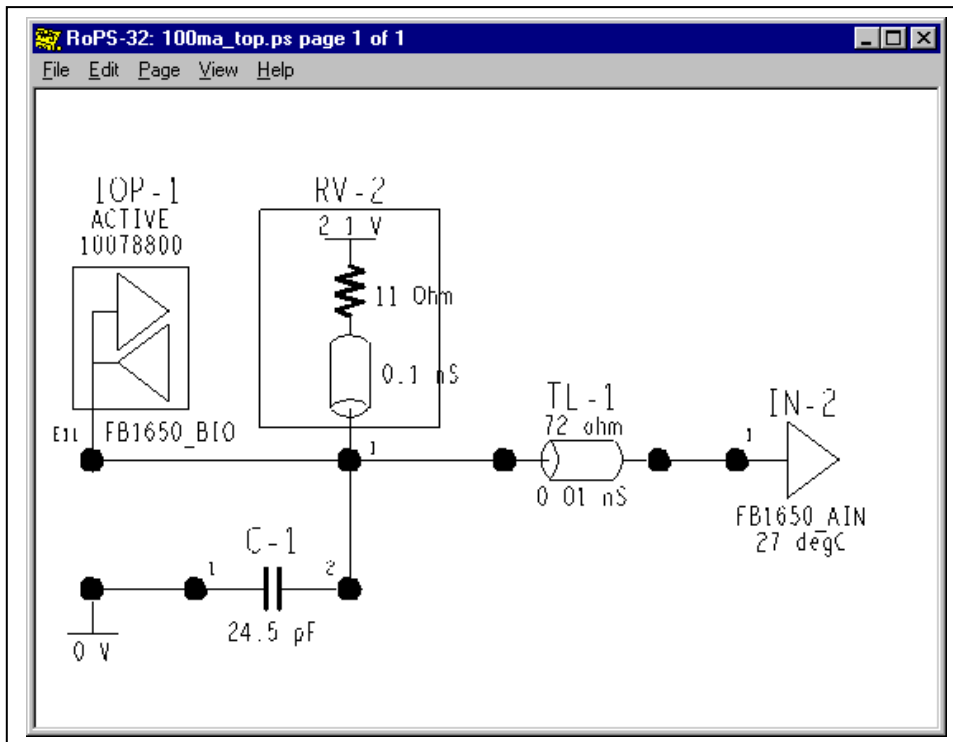 RoPS-32: 100ma_top.ps page 1 of 1
File Edit Page View Help
IOP-1
ACTIVE
10078800
E11
FB1650_BIO
RV-2
2 1 V
11 Ohm
0.1 nS
1
TL-1
72 ohm
0 01 nS
IN-2
1
FB1650_AIN
27 degC
C-1
1
2
24.5 pF
0 V